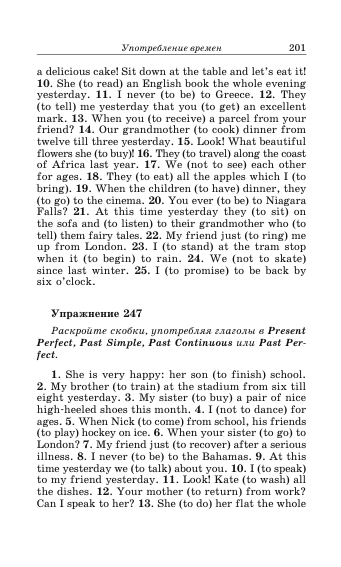 Употребление времен 201
a delicious cake! Sit down at the table and let's eat it!
10. She (to read) an English book the whole evening
yesterday. 11. I never (to be) to Greece. 12. They
(to tell) me yesterday that you (to get) an excellent
mark. 13. When you (to receive) a parcel from your
friend? 14. Our grandmother (to cook) dinner from
twelve till three yesterday. 15. Look! What beautiful
flowers she (to buy)! 16. They (to travel) along the coast
of Africa last year. 17. We (not to see) each other
for ages. 18. They (to eat) all the apples which I (to
bring). 19. When the children (to have) dinner, they
(to go) to the cinema. 20. You ever (to be) to Niagara
Falls? 21. At this time yesterday they (to sit) on
the sofa and (to listen) to their grandmother who (to
tell) them fairy tales. 22. My friend just (to ring) me
up from London. 23. I (to stand) at the tram stop
when it (to begin) to rain. 24. We (not to skate)
since last winter. 25. I (to promise) to be back by
six o'clock.
Упражнение 247
Раскройте скобки, употребляя глаголы в Present
Perfect, Past Simple, Past Continuous или Past Per-
fect.
1. She is very happy: her son (to finish) school.
2. My brother (to train) at the stadium from six till
eight yesterday. 3. My sister (to buy) a pair of nice
high-heeled shoes this month. 4. I (not to dance) for
ages. 5. When Nick (to come) from school, his friends
(to play) hockey on ice. 6. When your sister (to go) to
London? 7. My friend just (to recover) after a serious
illness. 8. I never (to be) to the Bahamas. 9. At this
time yesterday we (to talk) about you. 10. I (to speak)
to my friend yesterday. 11. Look! Kate (to wash) all
the dishes. 12. Your mother (to return) from work?
Can I speak to her? 13. She (to do) her flat the whole